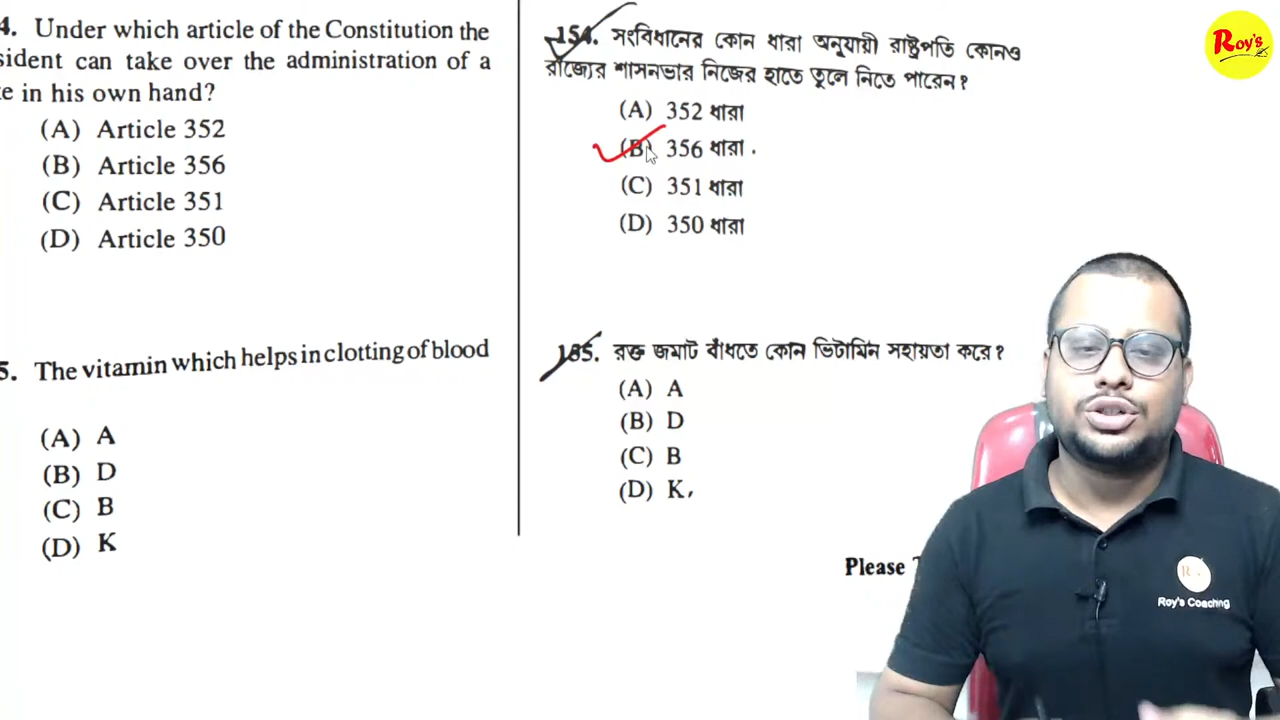 4. Under which article of the Constitution the
sident can take over the administration of a
e in his own hand?
(A) Article 352
(B) Article 356
(C) Article 351
(D) Article 350
5. The vitamin which helps in clotting of blood
(A) A
(B) D
(C) B
(D) K
154. সংবিধানের কোন ধারা অনুযায়ী রাষ্ট্রপতি কোনও
রাজ্যের শাসনভার নিজের হাতে তুলে নিতে পারেন?
(A) 352 ধারা
(B) 356 ধারা
(C) 351 ধারা
(D) 350 ধারা
155. রক্ত জমাট বাঁধতে কোন ভিটামিন সহায়তা করে?
(A) A
(B) D
(C) B
(D) K
Please
Roy's
Roy's Coaching